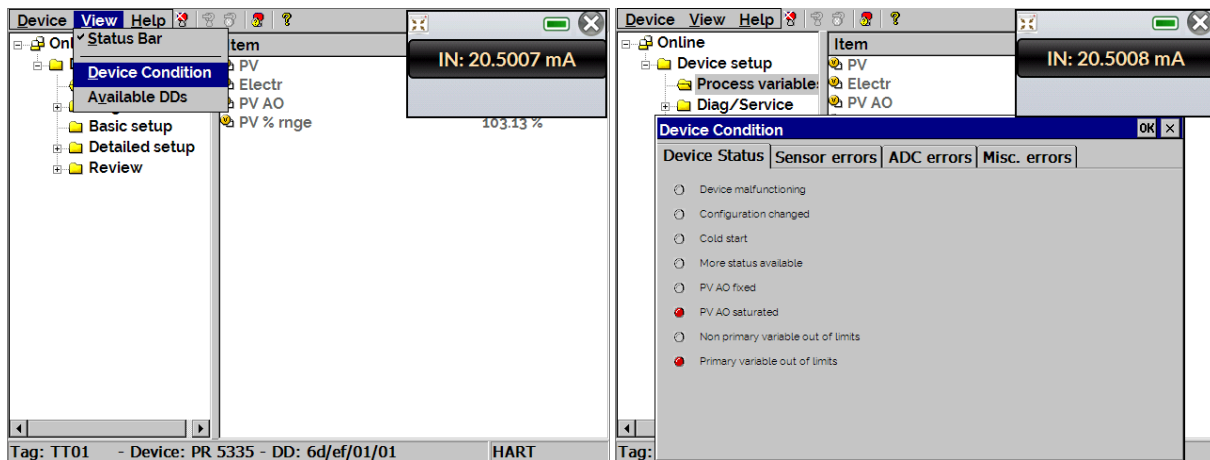 Device View Help
Status Bar
Device Condition
Available DDs
Basic setup
Detailed setup
Review
Item
PV
Electr
PV AO
PV % rnge
103.13 %
IN: 20.5007 mA
Tag: TT01 - Device: PR 5335 - DD: 6d/ef/01/01 HART
Device View Help
Online
Device setup
Process variable
Diag/Service
Item
PV
Electr
PV AO
IN: 20.5008 mA
Device Condition OK
Device Status Sensor errors ADC errors Misc. errors
Device malfunctioning
Configuration changed
Cold start
More status available
PV AO fixed
PV AO saturated
Non primary variable out of limits
Primary variable out of limits
Tag: